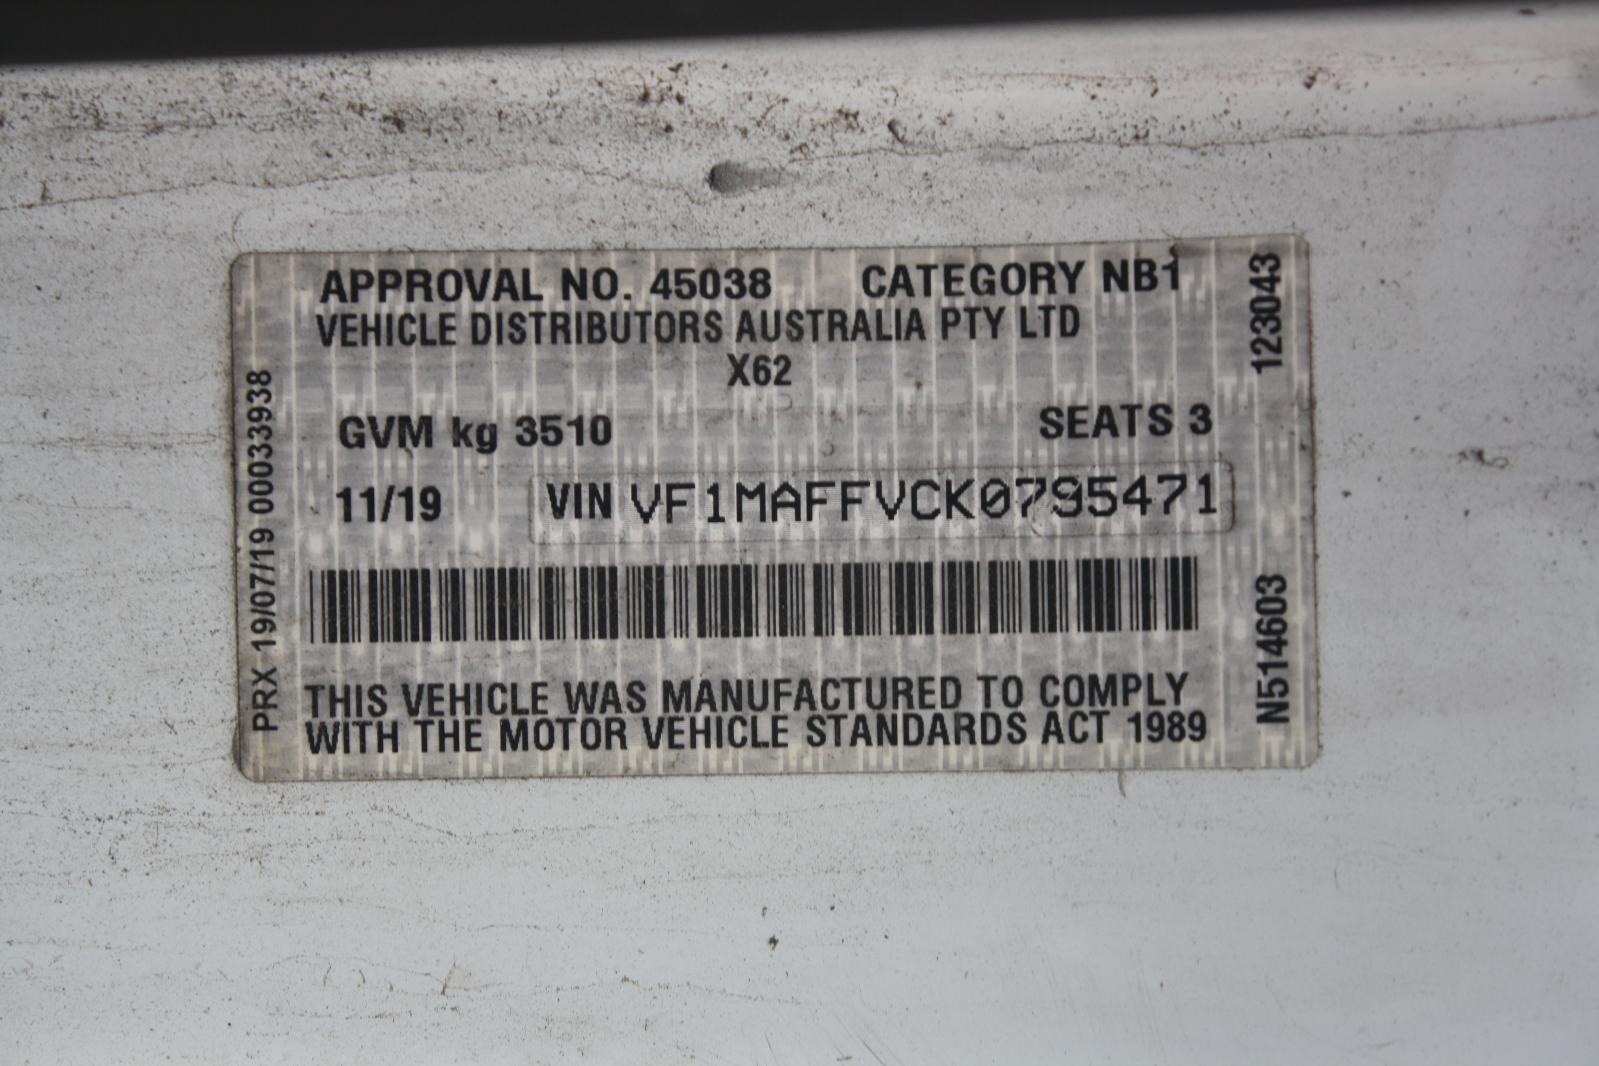 APPROVAL NO. 45038 CATEGORY NB1
VEHICLE DISTRIBUTORS AUSTRALIA PTY LTD
X62
GVM kg 3510 SEATS 3
11/19 VIN VF1MAFFVCK0795471
THIS VEHICLE WAS MANUFACTURED TO COMPLY
WITH THE MOTOR VEHICLE STANDARDS ACT 1989
PRX 19/07/19 00033938
N514603 123043